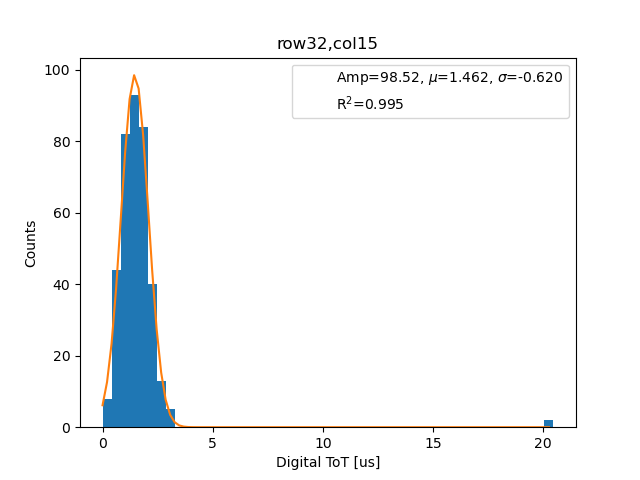 row32,col15
Amp=98.52, μ=1.462, σ=-0.620
R²=0.995
100
80
60
40
20
0
Counts
0 5 10 15 20
Digital ToT [us]